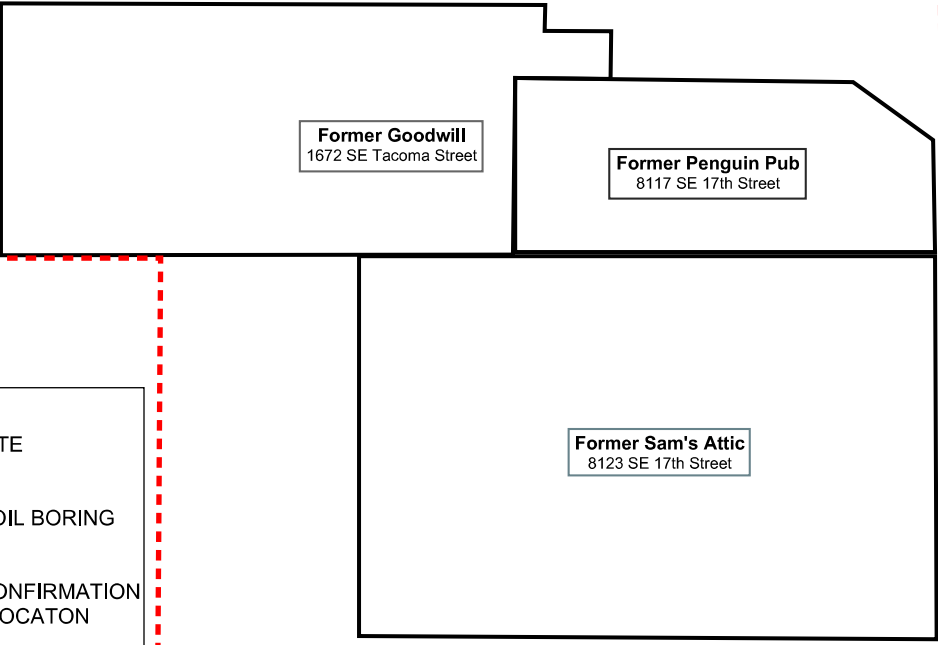 Former Goodwill
1672 SE Tacoma Street
Former Penguin Pub
8117 SE 17th Street
Former Sam's Attic
8123 SE 17th Street
TE
OIL BORING
ONFIRMATION
OCATON